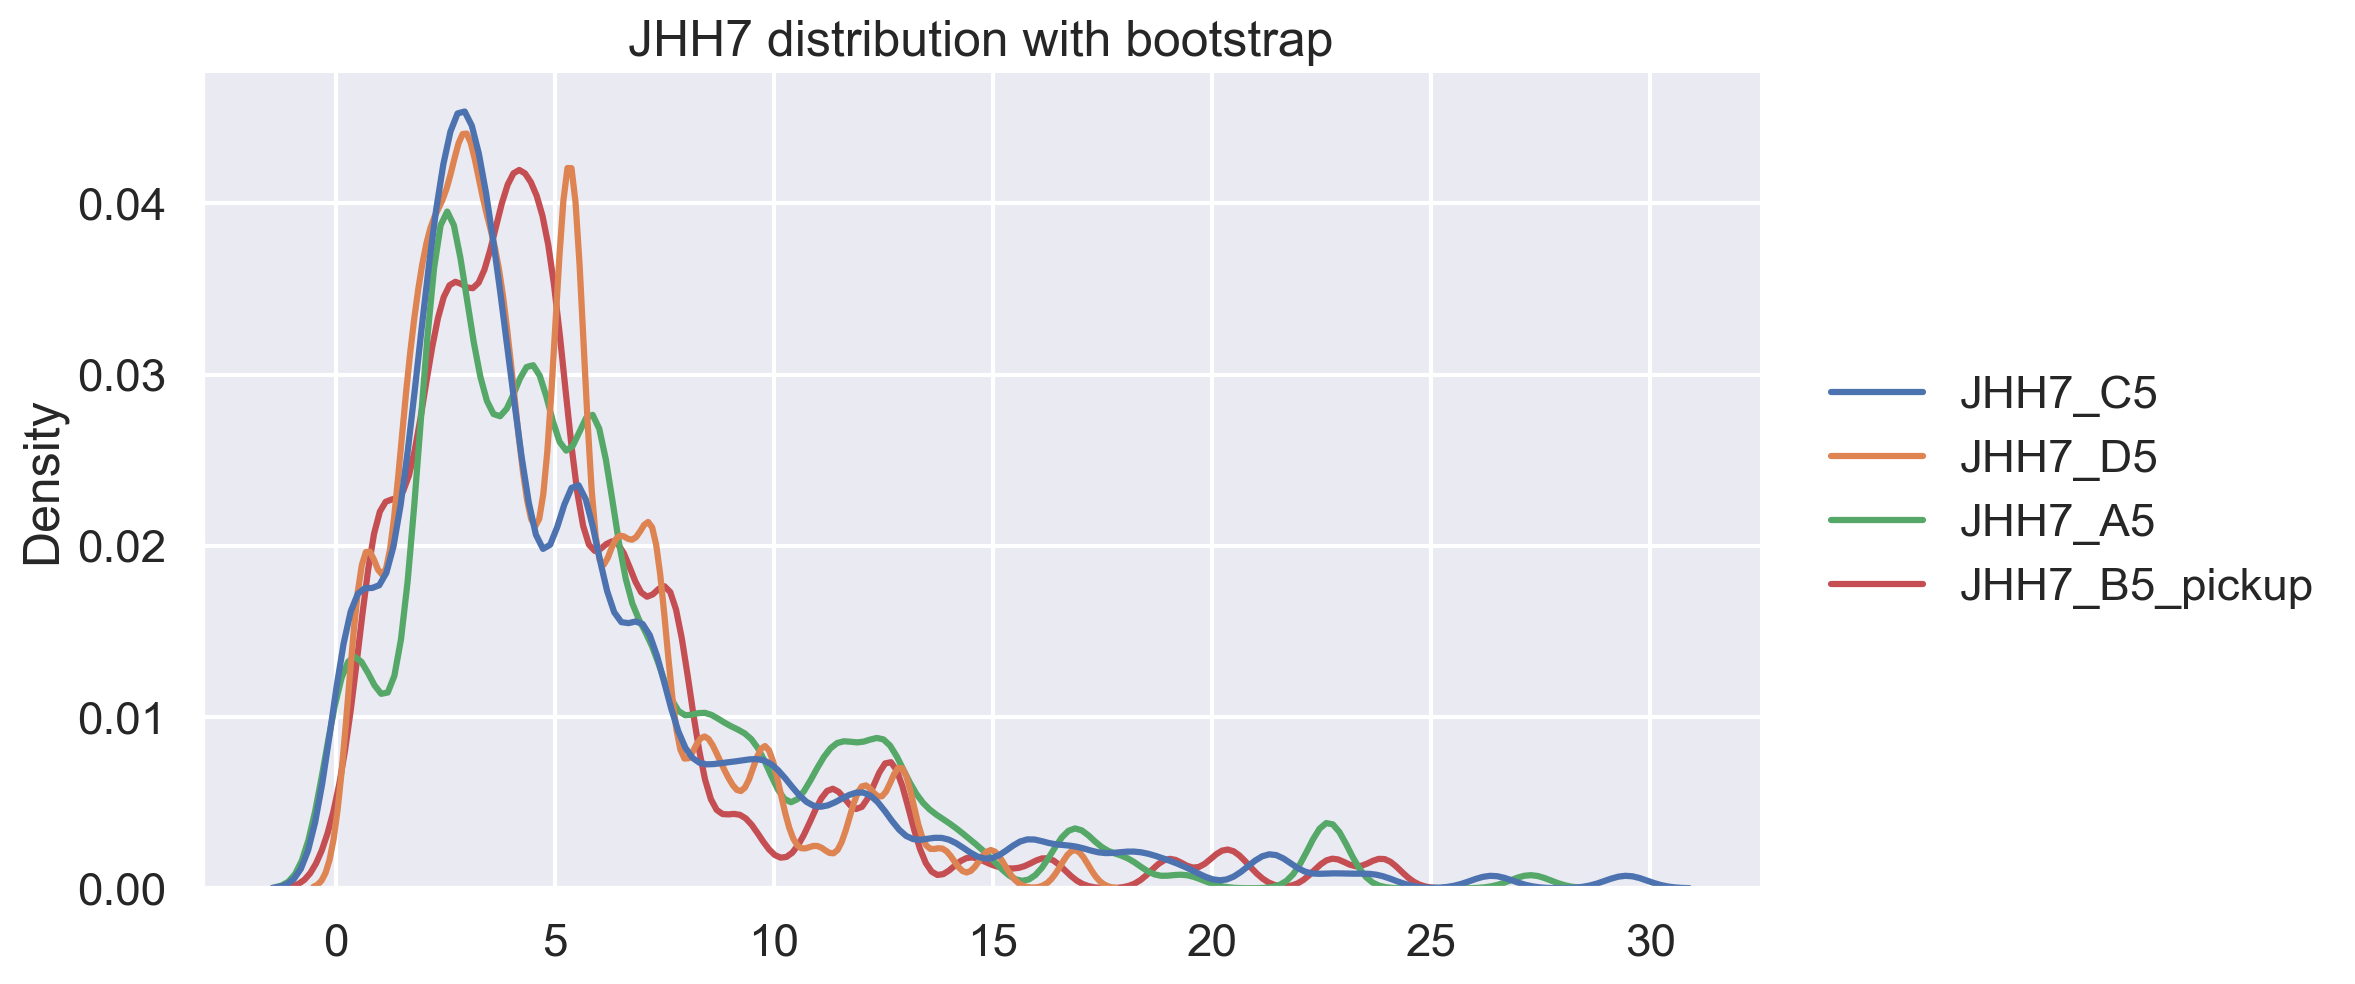 JHH7 distribution with bootstrap
Density
0.04
0.03
0.02
0.01
0.00
0 5 10 15 20 25 30
JHH7_C5
JHH7_D5
JHH7_A5
JHH7_B5_pickup